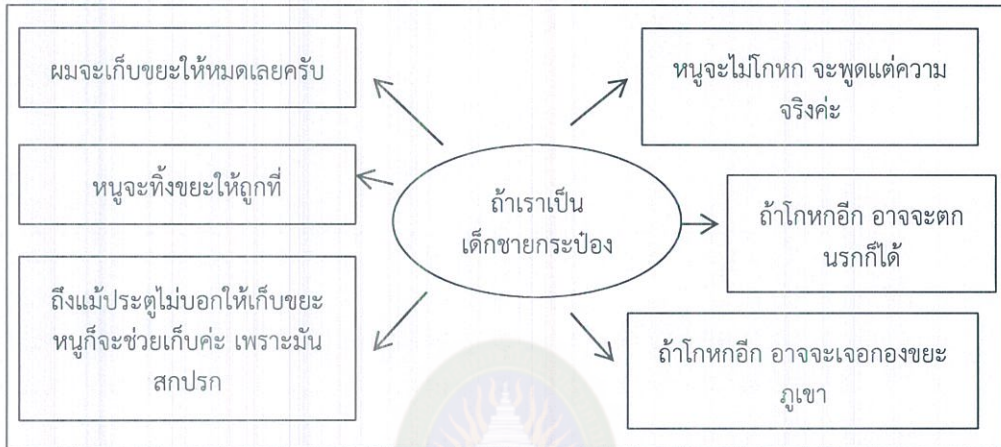 ผมจะเก็บขยะให้หมดเลยครับ
หนูจะไม่โกหก จะพูดแต่ความ
จริงค่ะ
หนูจะทิ้งขยะให้ถูกที่
ถ้าเราเป็น
เด็กชายกระป๋อง
ถ้าโกหกอีก อาจจะตก
นรกก็ได้
ถึงแม้ประตูไม่บอกให้เก็บขยะ
หนูก็จะช่วยเก็บค่ะ เพราะมัน
สกปรก
ถ้าโกหกอีก อาจจะเจอกองขยะ
ภูเขา